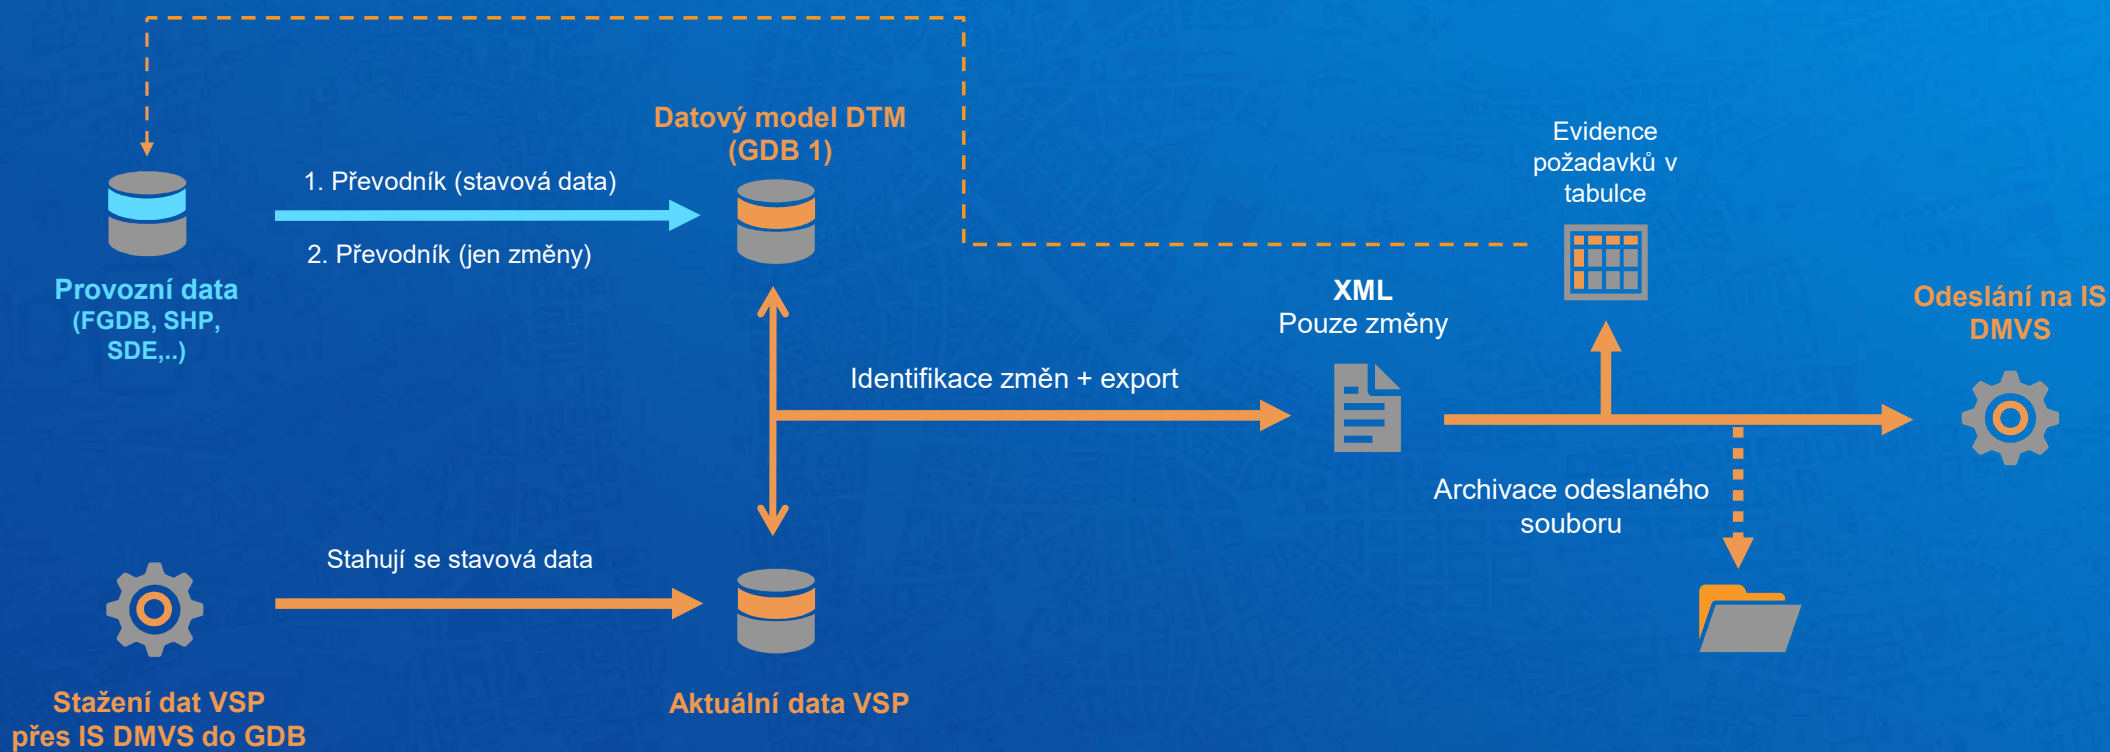 Datový model DTM
(GDB 1)
Evidence
požadavků v
tabulce
1. Převodník (stavová data)
2. Převodník (jen změny)
Provozní data
(FGDB, SHP,
SDE,..)
XML
Pouze změny
Odeslání na IS
DMVS
Identifikace změn + export
Archivace odeslaného
souboru
Stahují se stavová data
Stažení dat VSP
přes IS DMVS do GDB
Aktuální data VSP